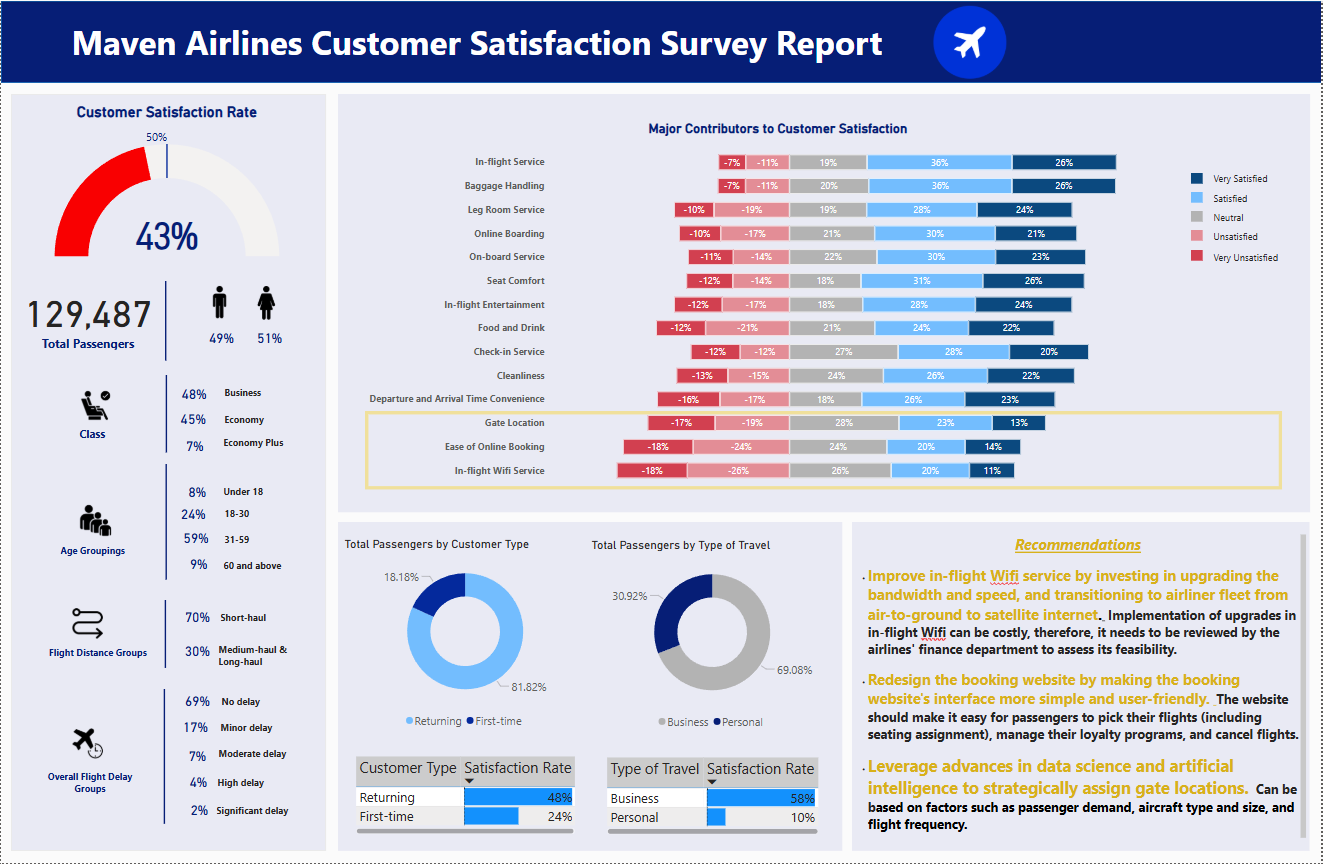 Maven Airlines Customer Satisfaction Survey Report
Customer Satisfaction Rate
50%
43%
129,487
Total Passengers
49% 51%
Class
48% Business
45% Economy
7% Economy Plus
Age Groupings
8% Under 18
24% 18-30
59% 31-59
9% 60 and above
Flight Distance Groups
70% Short-haul
30% Medium-haul &
Long-haul
Overall Flight Delay
Groups
69% No delay
17% Minor delay
7% Moderate delay
4% High delay
2% Significant delay
Major Contributors to Customer Satisfaction
In-flight Service -7% -11% 19% 36% 26%
Baggage Handling -7% -11% 20% 36% 26%
Leg Room Service -10% -19% 19% 28% 24%
Online Boarding -10% -17% 21% 30% 21%
On-board Service -11% -14% 22% 30% 23%
Seat Comfort -12% -14% 18% 31% 26%
In-flight Entertainment -12% -17% 18% 28% 24%
Food and Drink -12% -21% 21% 24% 22%
Check-in Service -12% -12% 27% 28% 20%
Cleanliness -13% -15% 24% 26% 22%
Departure and Arrival Time Convenience -16% -17% 18% 26% 23%
Gate Location -17% -19% 28% 23% 13%
Ease of Online Booking -18% -24% 24% 20% 14%
In-flight Wifi Service -18% -26% 26% 20% 11%
Very Satisfied
Satisfied
Neutral
Unsatisfied
Very Unsatisfied
Total Passengers by Customer Type
18.18%
81.82%
Returning First-time
Customer Type Satisfaction Rate
Returning 48%
First-time 24%
Total Passengers by Type of Travel
30.92%
69.08%
Business Personal
Type of Travel Satisfaction Rate
Business 58%
Personal 10%
Recommendations
· Improve in-flight Wifi service by investing in upgrading the
bandwidth and speed, and transitioning to airliner fleet from
air-to-ground to satellite internet. Implementation of upgrades in
in-flight Wifi can be costly, therefore, it needs to be reviewed by the
airlines' finance department to assess its feasibility.
· Redesign the booking website by making the booking
website's interface more simple and user-friendly. The website
should make it easy for passengers to pick their flights (including
seating assignment), manage their loyalty programs, and cancel flights.
· Leverage advances in data science and artificial
intelligence to strategically assign gate locations. Can be
based on factors such as passenger demand, aircraft type and size, and
flight frequency.